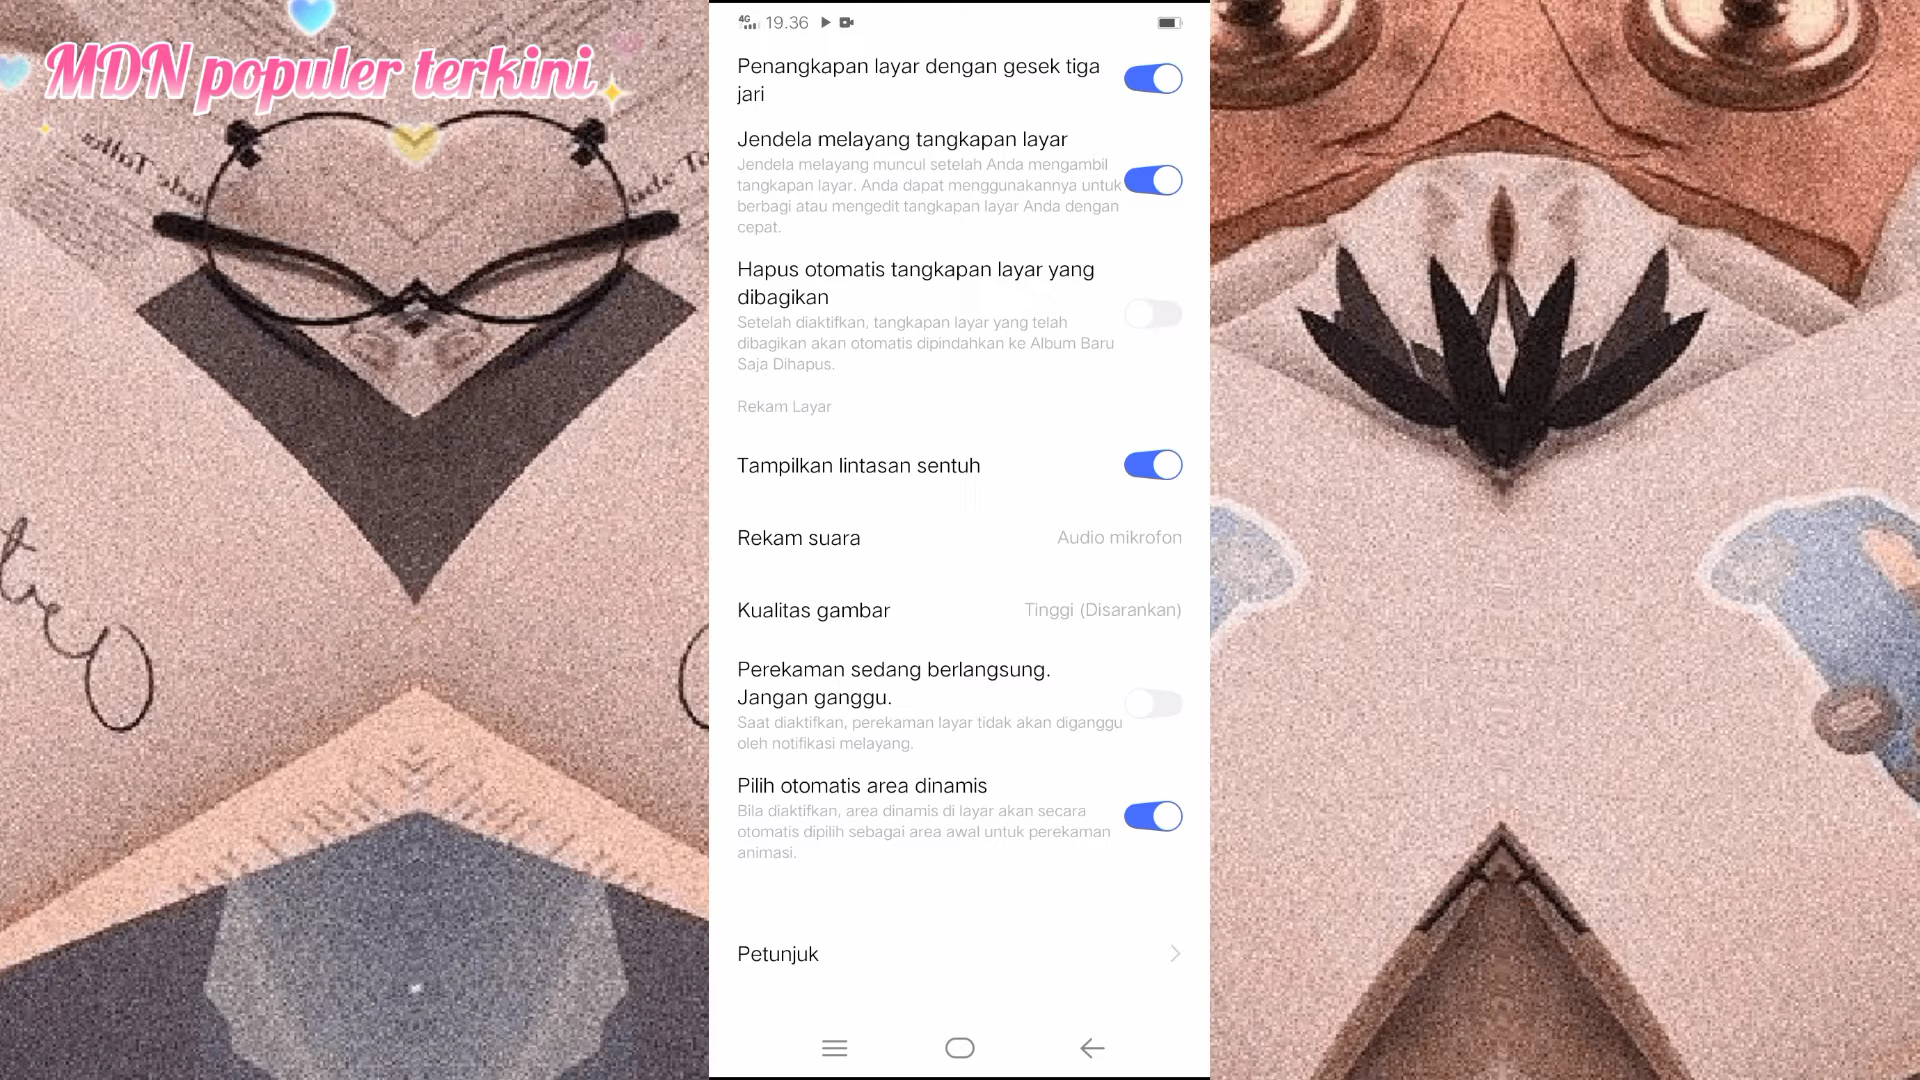 MDN populer terkini
4G 19.36
Penangkapan layar dengan gesek tiga
jari
Jendela melayang tangkapan layar
Jendela melayang muncul setelah Anda mengambil
tangkapan layar. Anda dapat menggunakannya untuk
berbagi atau mengedit tangkapan layar Anda dengan
cepat.
Hapus otomatis tangkapan layar yang
dibagikan
Setelah diaktifkan, tangkapan layar yang telah
dibagikan akan otomatis dipindahkan ke Album Baru
Saja Dihapus.
Rekam Layar
Tampilkan lintasan sentuh
Rekam suara
Audio mikrofon
Kualitas gambar
Tinggi (Disarankan)
Perekaman sedang berlangsung.
Jangan ganggu.
Saat diaktifkan, perekaman layar tidak akan diganggu
oleh notifikasi melayang.
Pilih otomatis area dinamis
Bila diaktifkan, area dinamis di layar akan secara
otomatis dipilih sebagai area awal untuk perekaman
animasi.
Petunjuk